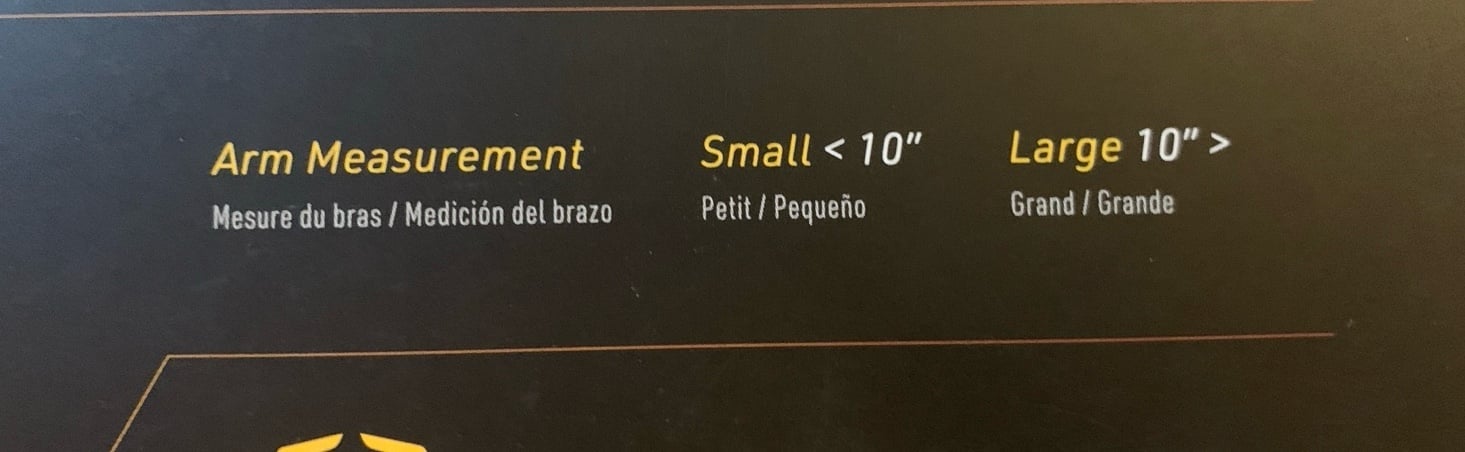 Arm Measurement Small < 10" Large 10" >
Mesure du bras / Medición del brazo Petit / Pequeño Grand / Grande